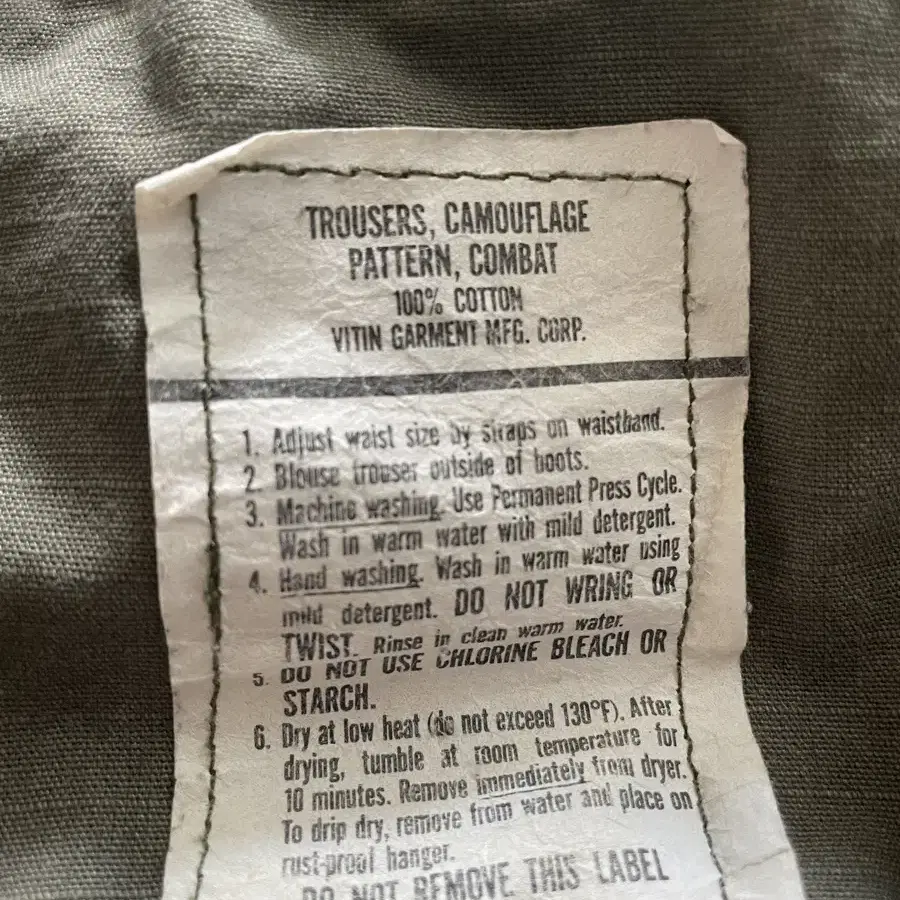 TROUSERS, CAMOUFLAGE
PATTERN, COMBAT
100% COTTON
VITIN GARMENT MFG. CORP.
1. Adjust waist size by straps on waistband.
2. Blouse trouser outside of boots.
3. Machine washing. Use Permanent Press Cycle.
Wash in warm water with mild detergent.
4. Hand washing. Wash in warm water using
mild detergent. DO NOT WRING OR
TWIST. Rinse in clean warm water.
5. DO NOT USE CHLORINE BLEACH OR
STARCH.
6. Dry at low heat (do not exceed 130°F). After
drying, tumble at room temperature for
10 minutes. Remove immediately from dryer.
To drip dry, remove from water and place on
rust-proof hanger.
DO NOT REMOVE THIS LABEL